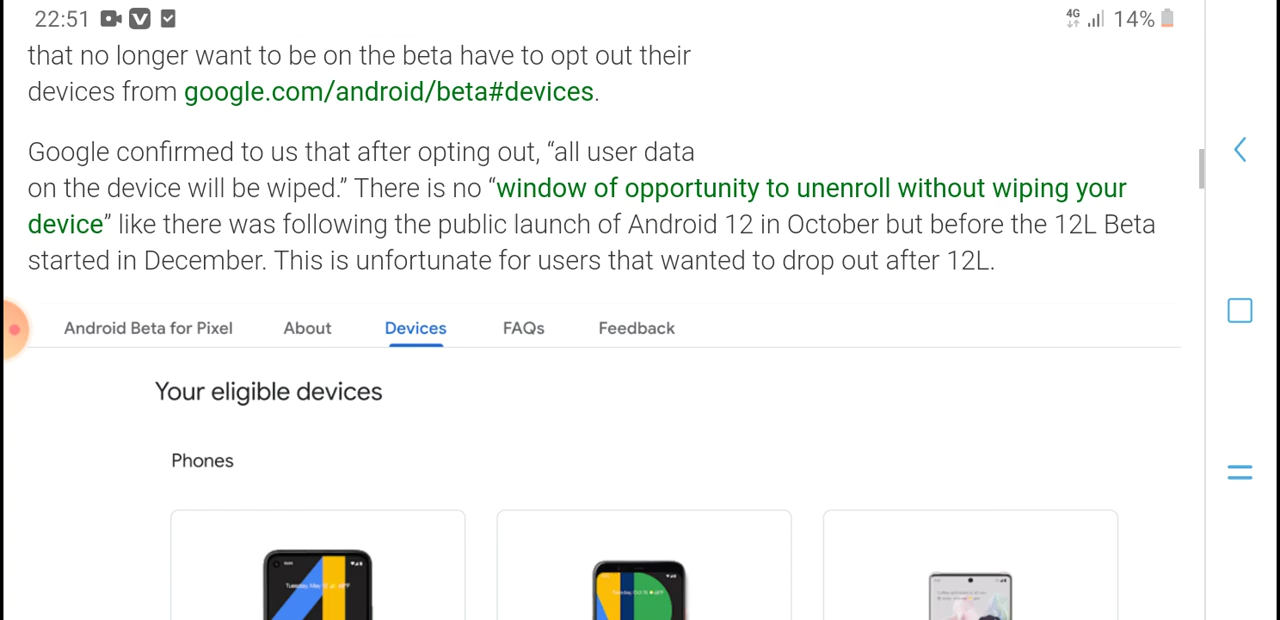 22:51
4G 14%
that no longer want to be on the beta have to opt out their
devices from google.com/android/beta#devices.
Google confirmed to us that after opting out, “all user data
on the device will be wiped.” There is no “window of opportunity to unenroll without wiping your
device” like there was following the public launch of Android 12 in October but before the 12L Beta
started in December. This is unfortunate for users that wanted to drop out after 12L.
Android Beta for Pixel About Devices FAQs Feedback
Your eligible devices
Phones